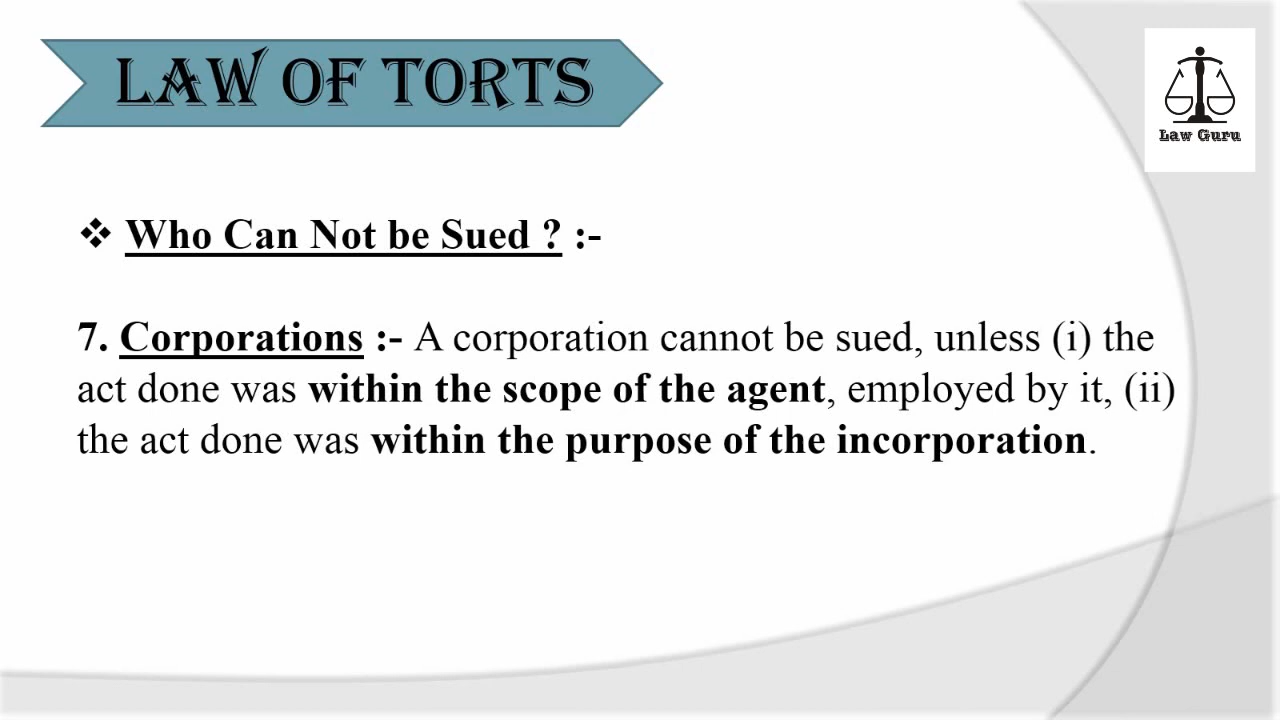 LAW OF TORTS
Law Guru
❖ Who Can Not be Sued ? :-
7. Corporations :- A corporation cannot be sued, unless (i) the
act done was within the scope of the agent, employed by it, (ii)
the act done was within the purpose of the incorporation.